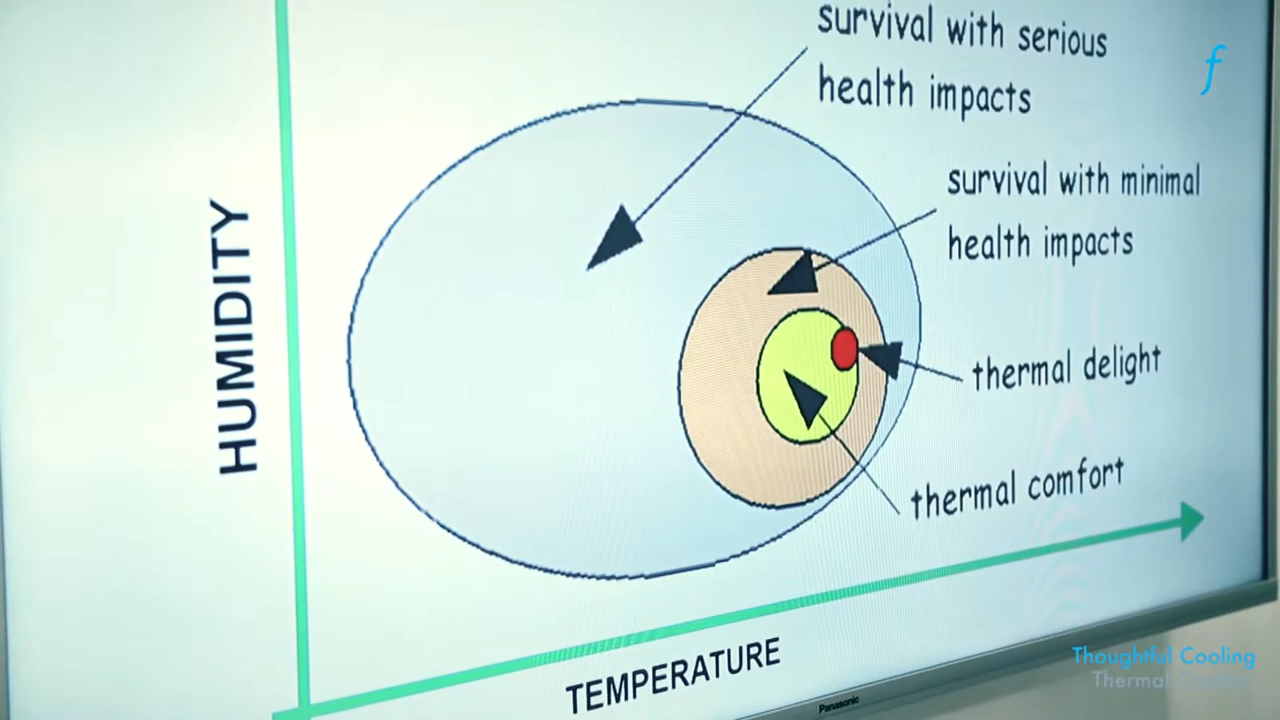 survival with serious
health impacts
f
survival with minimal
health impacts
HUMIDITY
thermal delight
thermal comfort
TEMPERATURE
Thoughtful Cooling
Thermal Comfort
Panasonic